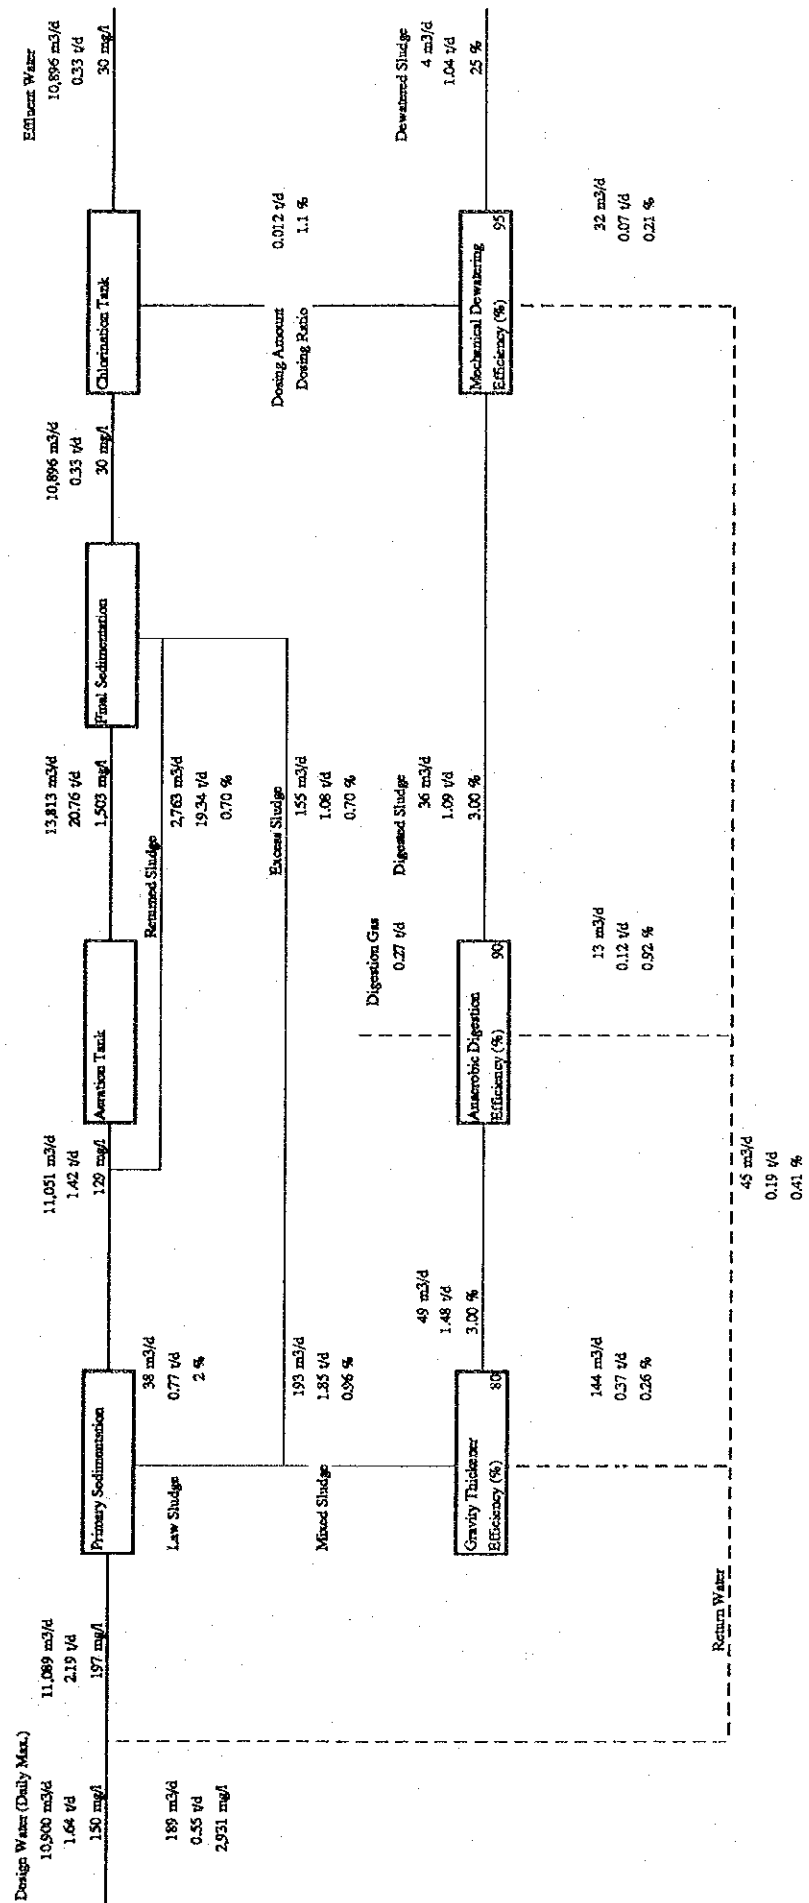 Design Water (Daily Max.)
10,900 m3/d
1.64 t/d
150 mg/l
189 m3/d
0.55 t/d
2,931 mg/l
11,089 m3/d
2.19 t/d
197 mg/l
Primary Sedimentation
Law Sludge
38 m3/d
0.77 t/d
2 %
11,051 m3/d
1.42 t/d
129 mg/l
Aeration Tank
Returned Sludge
2,763 m3/d
19.34 t/d
0.70 %
13,813 m3/d
20.76 t/d
1,503 mg/l
Final Sedimentation
10,896 m3/d
0.33 t/d
30 mg/l
Chlorination Tank
Effluent Water
10,896 m3/d
0.33 t/d
30 mg/l
Excess Sludge
155 m3/d
1.08 t/d
0.70 %
Mixed Sludge
193 m3/d
1.85 t/d
0.96 %
Dosing Amount
0.012 t/d
Dosing Ratio
1.1 %
Gravity Thickener
Efficiency (%)
80
49 m3/d
1.48 t/d
3.00 %
Digestion Gas
0.27 t/d
Anaerobic Digestion
Efficiency (%)
90
Digested Sludge
36 m3/d
1.09 t/d
3.00 %
Mechanical Dewatering
Efficiency (%)
95
Dewatered Sludge
4 m3/d
1.04 t/d
25 %
144 m3/d
0.37 t/d
0.26 %
13 m3/d
0.12 t/d
0.92 %
32 m3/d
0.07 t/d
0.21 %
Return Water
45 m3/d
0.19 t/d
0.41 %